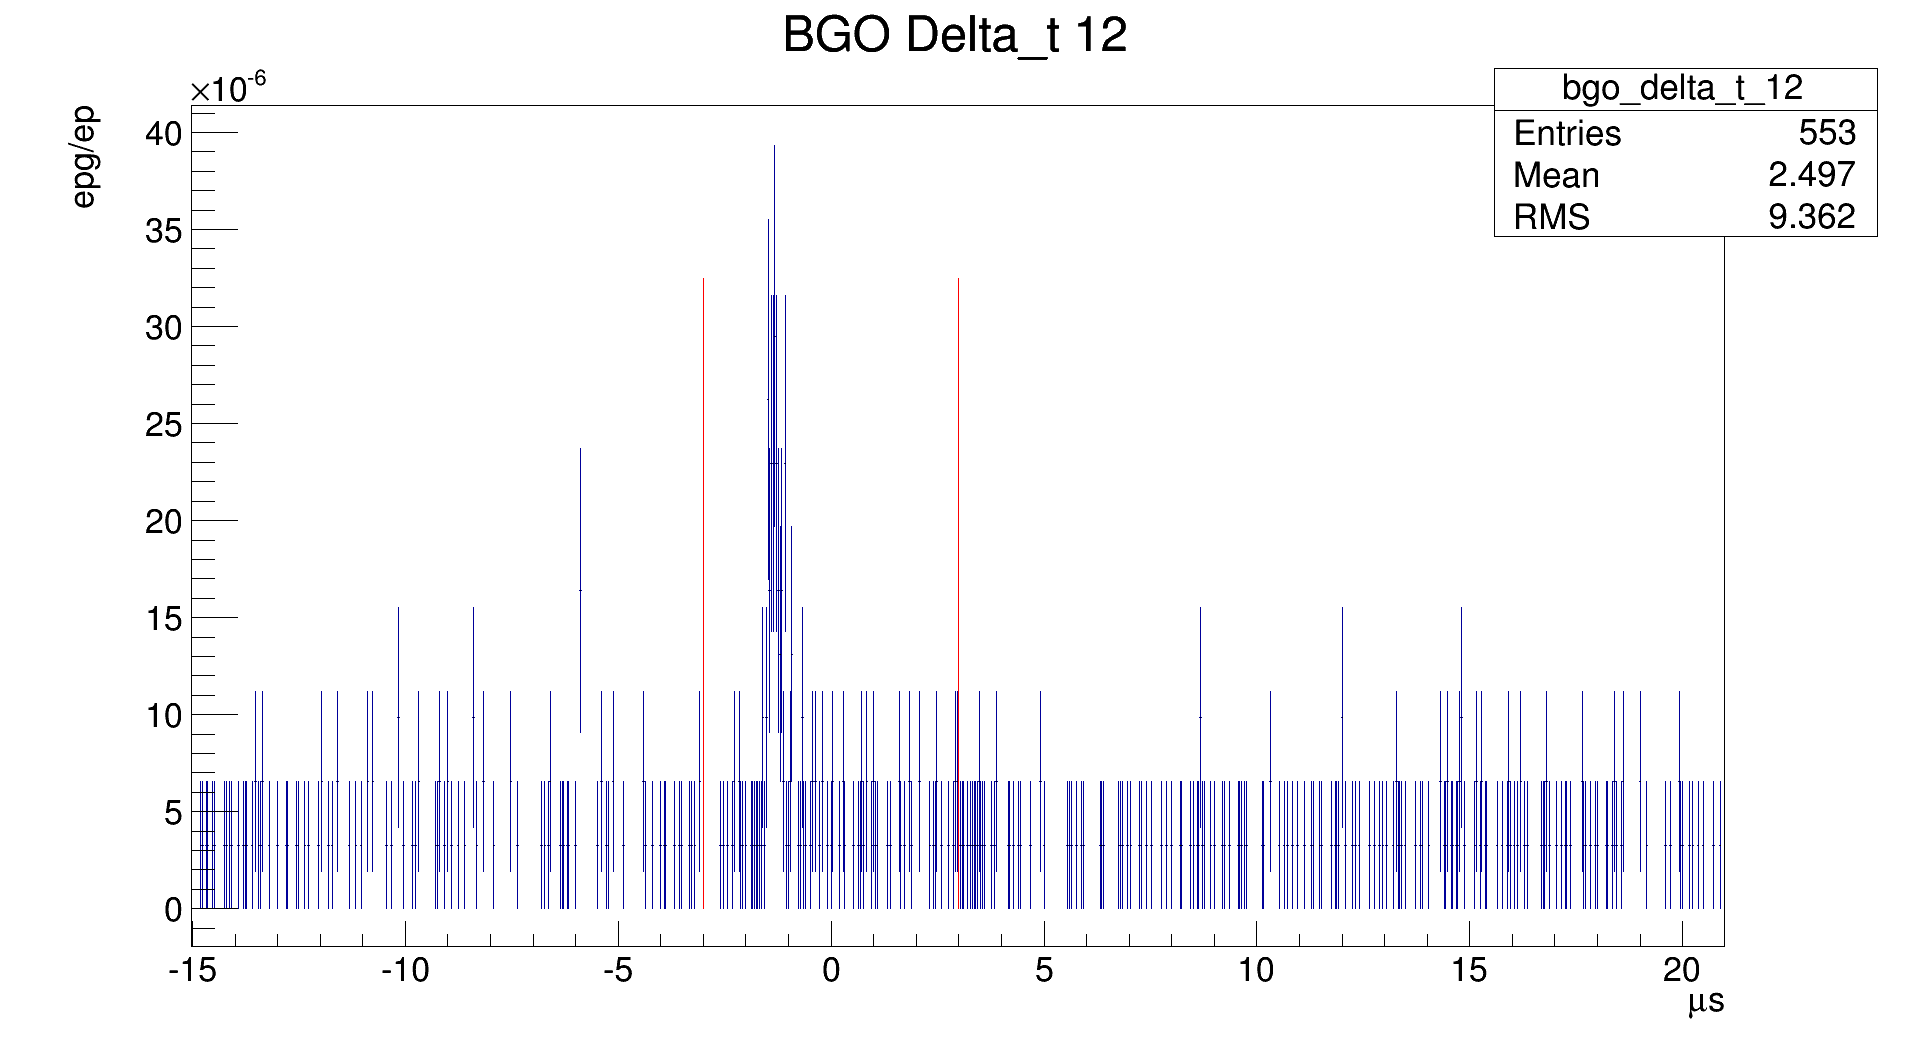 BGO Delta_t 12
×10-6
epg/ep
bgo_delta_t_12
Entries 553
Mean 2.497
RMS 9.362
40
35
30
25
20
15
10
5
0
-15 -10 -5 0 5 10 15 20
μs